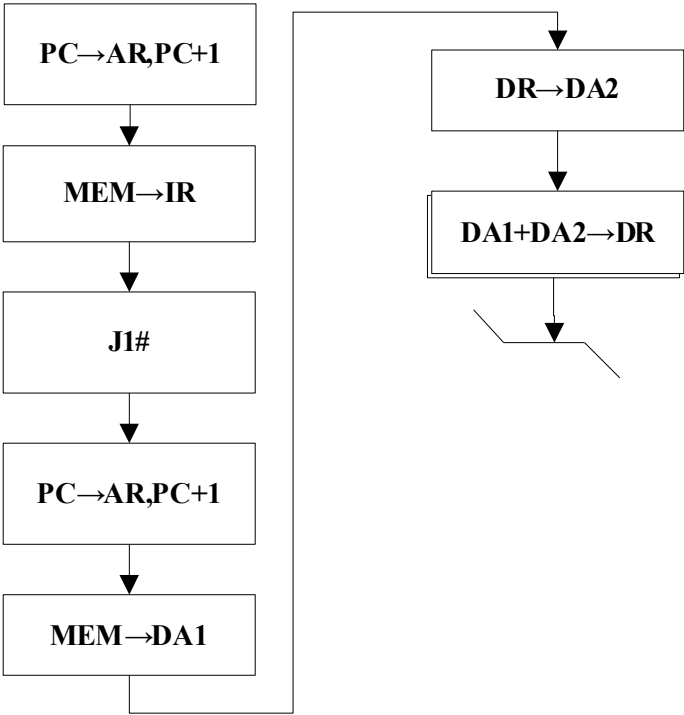 PC→AR,PC+1
MEM→IR
J1#
PC→AR,PC+1
MEM→DA1
DR→DA2
DA1+DA2→DR